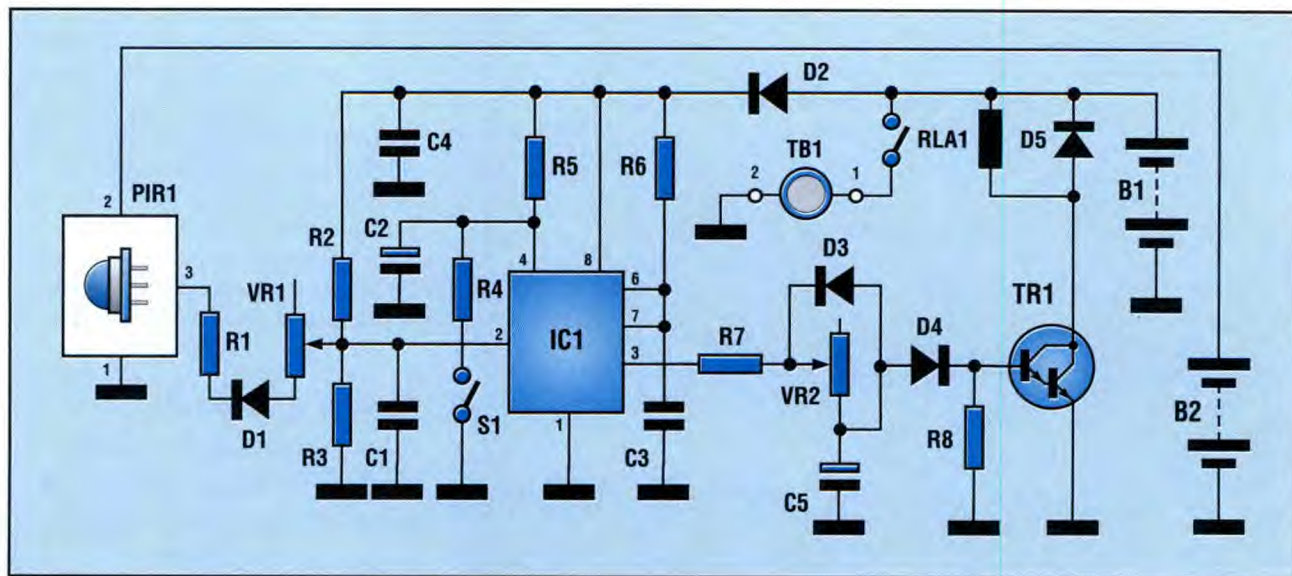 D2
C4
R5
R6
RLA1
D5
TB1
2
1
B1
2
PIR1
C2
R2
R4
4
8
D3
3
VR1
6
TR1
7
R7
D4
2
IC1
3
R1
VR2
B2
1
S1
R8
D1
1
R3
C1
C3
C5